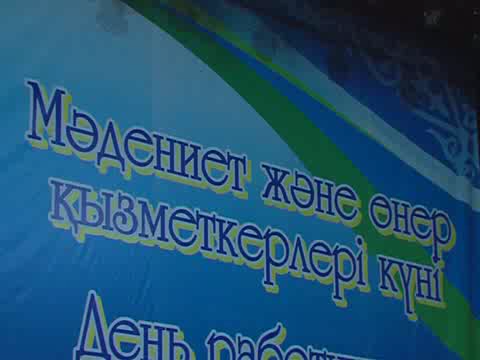 Мәдениет және өнер
қызметкерлері күні
День